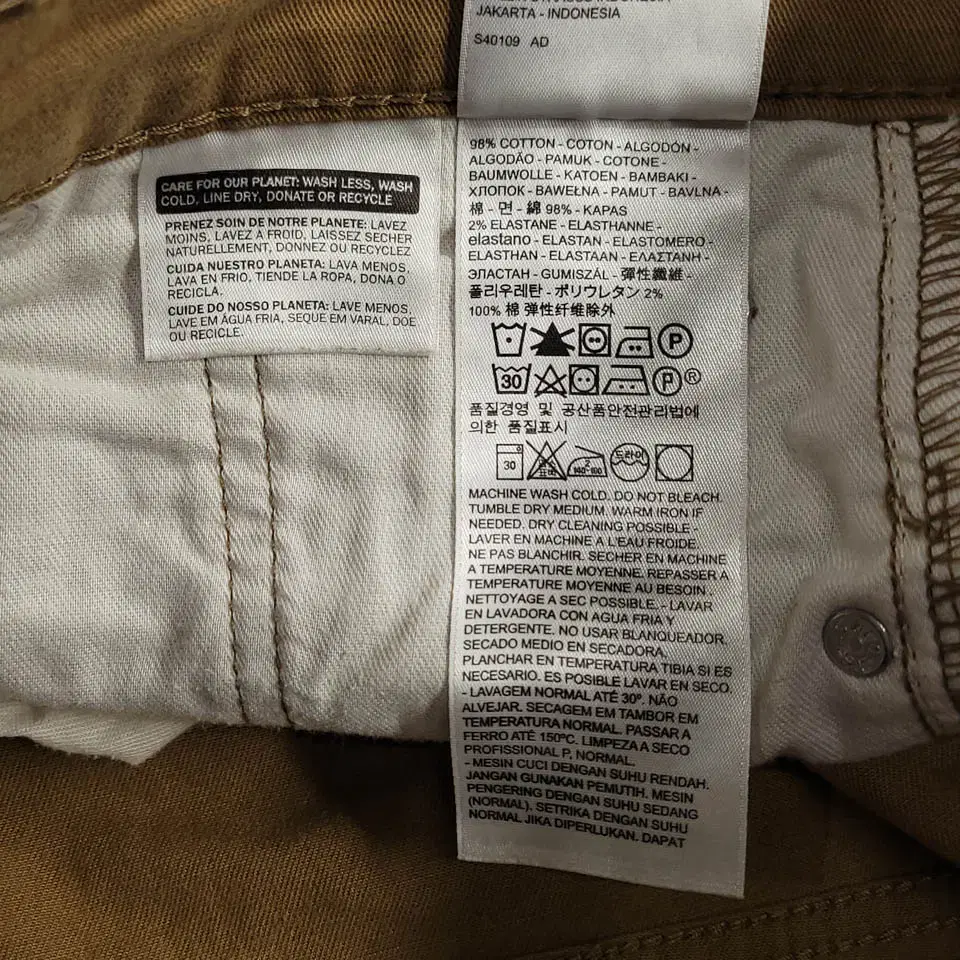 JAKARTA - INDONESIA
S40109 AD
CARE FOR OUR PLANET: WASH LESS, WASH
COLD, LINE DRY, DONATE OR RECYCLE
PRENEZ SOIN DE NOTRE PLANETE: LAVEZ
MOINS, LAVEZ A FROID, LAISSEZ SECHER
NATURELLEMENT, DONNEZ OU RECYCLEZ
CUIDA NUESTRO PLANETA: LAVA MENOS,
LAVA EN FRIO, TIENDE LA ROPA, DONA O
RECICLA.
CUIDE DO NOSSO PLANETA: LAVE MENOS,
LAVE EM ÁGUA FRIA, SEQUE EM VARAL, DOE
OU RECICLE.
98% COTTON - COTON - ALGODÓN -
ALGODÃO - PAMUK - COTONE -
BAUMWOLLE - KATOEN - BAMBAKI -
ХЛОПОК - BAWEŁNA - PAMUT - BAVLNA -
棉 - 면 - 綿 98% - KAPAS
2% ELASTANE - ELASTHANNE -
elastano - ELASTAN - ELASTOMERO -
ELASTHAN - ELASTAAN - ΕΛΑΣΤΑΝΗ -
ЭЛАСТАН - GUMISZÁL - 彈性纖維 -
폴리우레탄 - ポリウレタン 2%
100% 棉 弹性纤维除外
P
30 P ®
품질경영 및 공산품안전관리법에
의한 품질표시
30 드라이
MACHINE WASH COLD. DO NOT BLEACH.
TUMBLE DRY MEDIUM. WARM IRON IF
NEEDED. DRY CLEANING POSSIBLE -
LAVER EN MACHINE A L'EAU FROIDE.
NE PAS BLANCHIR. SECHER EN MACHINE
A TEMPERATURE MOYENNE. REPASSER A
TEMPERATURE MOYENNE AU BESOIN.
NETTOYAGE A SEC POSSIBLE. - LAVAR
EN LAVADORA CON AGUA FRIA Y
DETERGENTE. NO USAR BLANQUEADOR.
SECADO MEDIO EN SECADORA.
PLANCHAR EN TEMPERATURA TIBIA SI ES
NECESARIO. ES POSIBLE LAVAR EN SECO.
- LAVAGEM NORMAL ATÉ 30º. NÃO
ALVEJAR. SECAGEM EM TAMBOR EM
TEMPERATURA NORMAL. PASSAR A
FERRO ATÉ 150ºC. LIMPEZA A SECO
PROFISSIONAL P, NORMAL.
- MESIN CUCI DENGAN SUHU RENDAH.
JANGAN GUNAKAN PEMUTIH. MESIN
PENGERING DENGAN SUHU SEDANG
(NORMAL). SETRIKA DENGAN SUHU
NORMAL JIKA DIPERLUKAN. DAPAT